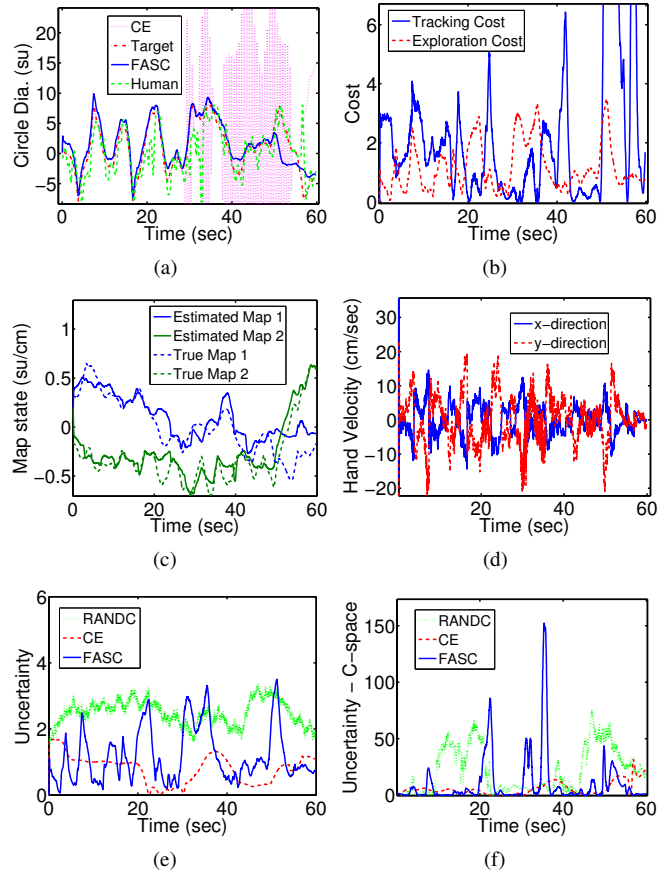 CE
Target
FASC
Human
Circle Dia. (su)
20
15
10
5
0
−5
0 20 40 60
Time (sec)
(a)
Tracking Cost
Exploration Cost
Cost
6
4
2
0
0 20 40 60
Time (sec)
(b)
Estimated Map 1
Estimated Map 2
True Map 1
True Map 2
Map state (su/cm)
1
0.5
0
−0.5
0 20 40 60
Time (sec)
(c)
x−direction
y−direction
Hand Velocity (cm/sec)
30
20
10
0
−10
−20
0 20 40 60
Time (sec)
(d)
RANDC
CE
FASC
Uncertainty
6
4
2
0
0 20 40 60
Time (sec)
(e)
RANDC
CE
FASC
Uncertainty − C−space
150
100
50
0
0 20 40 60
Time (sec)
(f)